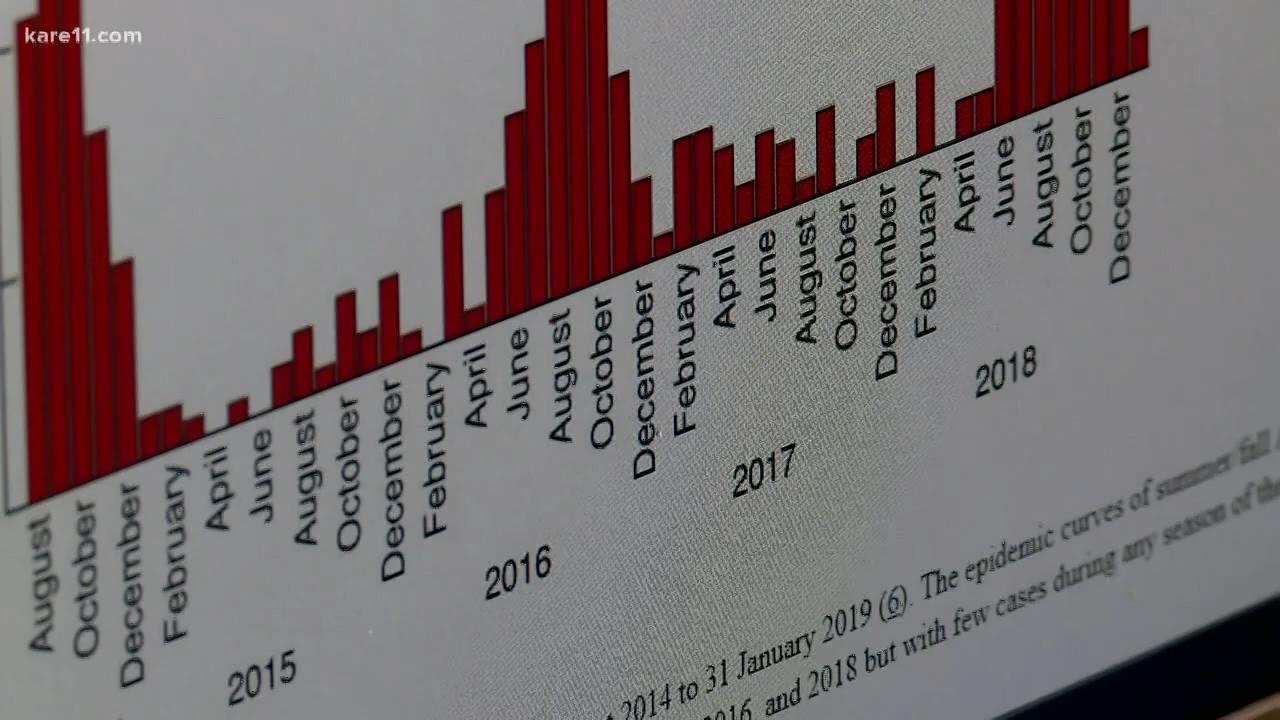 kare11.com
August
October
December
February
April
June
August
October
December
February
April
June
August
October
December
February
April
June
August
October
December
February
April
June
August
October
December
2015
2016
2017
2018
2014 to 31 January 2019 (6). The epidemic curves of summer/fall
and 2018 but with few cases during any season of